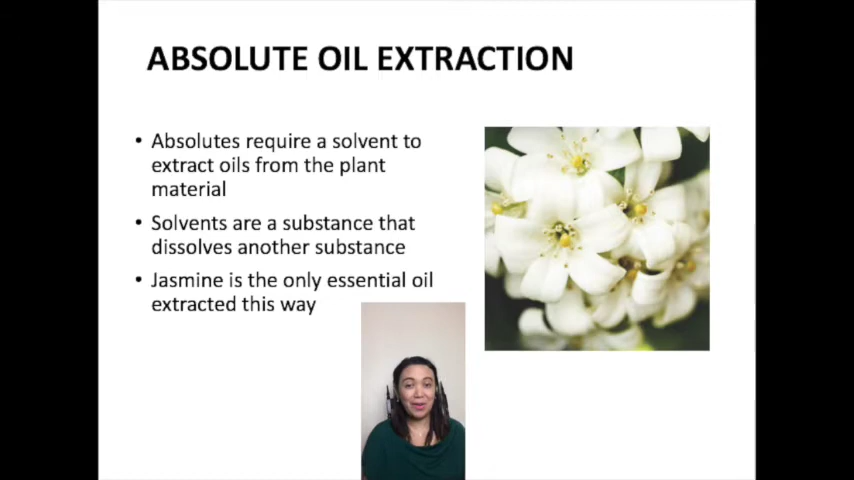 ABSOLUTE OIL EXTRACTION
• Absolutes require a solvent to
extract oils from the plant
material
• Solvents are a substance that
dissolves another substance
• Jasmine is the only essential oil
extracted this way